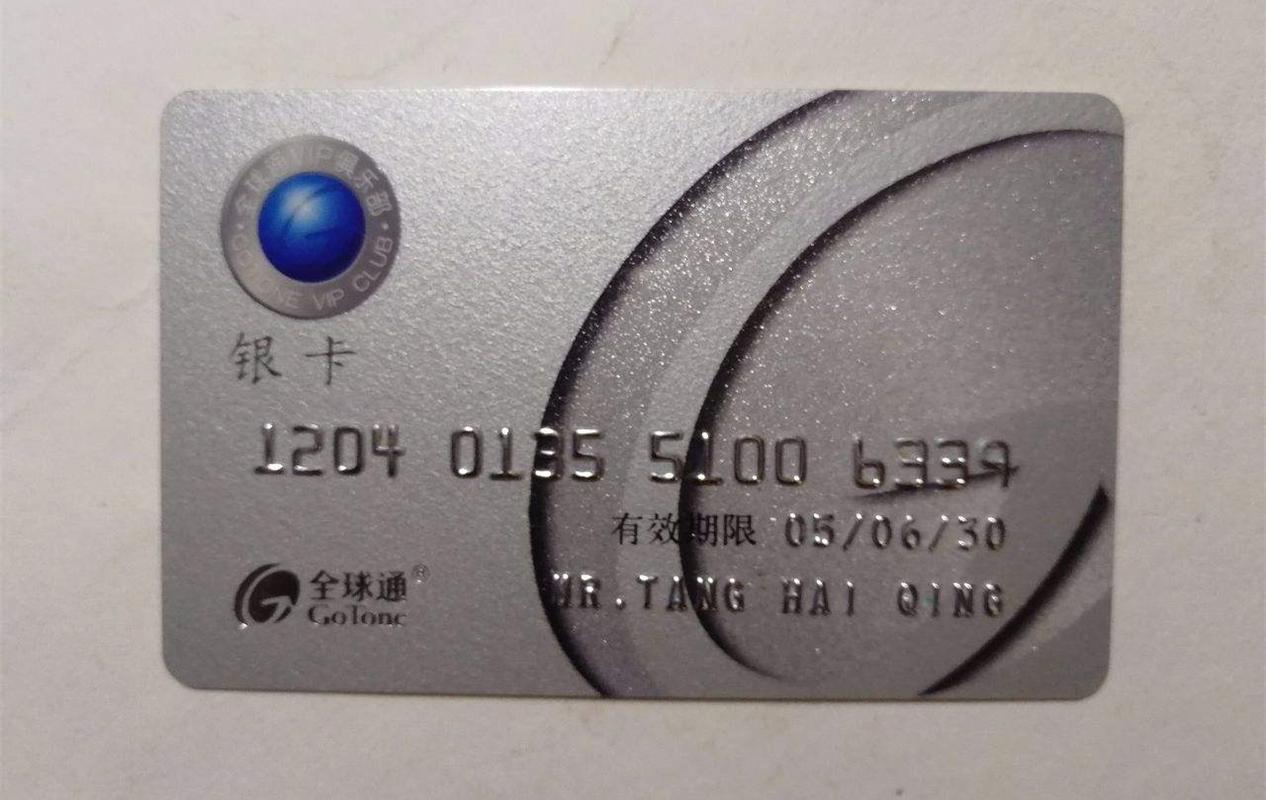 全球通VIP俱乐部
GOTONE VIP CLUB
银卡
1204 0135 5100 6339
有效期限 05/06/30
全球通®
GoTone
MR.TANG HAI QING